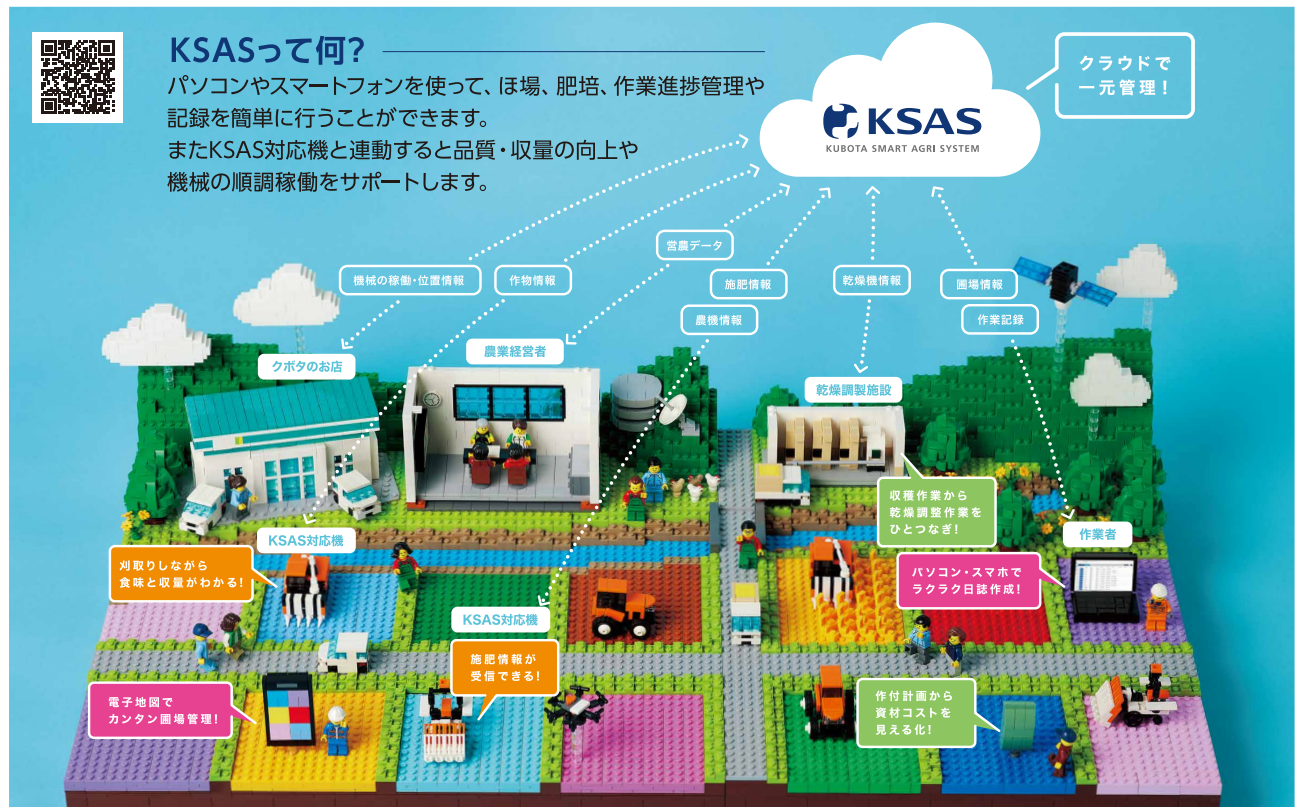 KSASって何?
パソコンやスマートフォンを使って、ほ場、肥培、作業進捗管理や
記録を簡単に行うことができます。
またKSAS対応機と連動すると品質・収量の向上や
機械の順調稼働をサポートします。
KSAS
KUBOTA SMART AGRI SYSTEM
クラウドで
一元管理!
営農データ
機械の稼働・位置情報
作物情報
施肥情報
乾燥機情報
圃場情報
農機情報
作業記録
クボタのお店
農業経営者
乾燥調製施設
収穫作業から
乾燥調整作業を
ひとつなぎ!
KSAS対応機
作業者
刈取りしながら
食味と収量がわかる!
パソコン・スマホで
ラクラク日誌作成!
KSAS対応機
施肥情報が
受信できる!
電子地図で
カンタン圃場管理!
作付計画から
資材コストを
見える化!